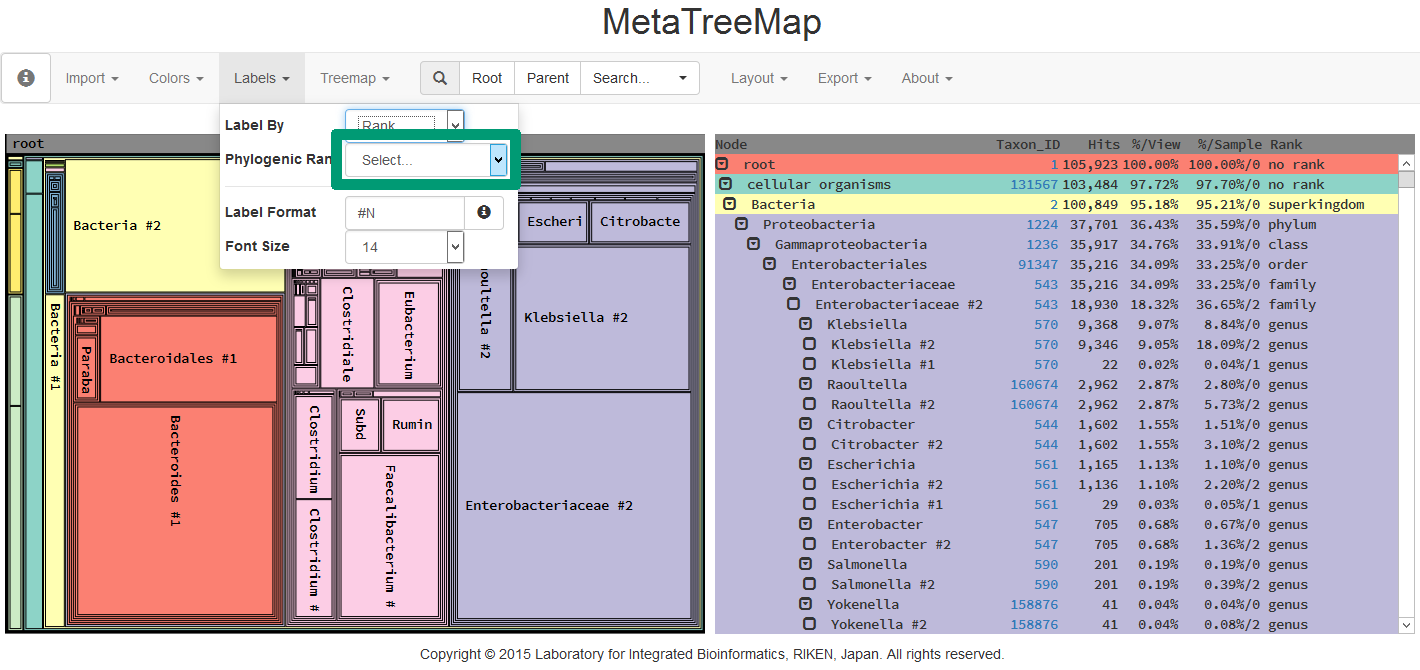 MetaTreeMap
Import Colors Labels Treemap Root Parent Search... Layout Export About
Label By Rank
Phylogenic Ran Select...
Label Format #N
Font Size 14
root
Bacteria #2
Bacteria #1
Paraba
Bacteroidales #1
Bacteroides #1
Clostridiale
Eubacterium
Clostridium
Subd
Rumin
Clostridium #
Faecalibacterium #
aoultella #2
Escheri
Citrobacte
Klebsiella #2
Enterobacteriaceae #2
Node Taxon_ID Hits %/View %/Sample Rank
root 1 105,923 100.00% 100.00%/0 no rank
cellular organisms 131567 103,484 97.72% 97.70%/0 no rank
Bacteria 2 100,849 95.18% 95.21%/0 superkingdom
Proteobacteria 1224 37,701 36.43% 35.59%/0 phylum
Gammaproteobacteria 1236 35,917 34.76% 33.91%/0 class
Enterobacteriales 91347 35,216 34.09% 33.25%/0 order
Enterobacteriaceae 543 35,216 34.09% 33.25%/0 family
Enterobacteriaceae #2 543 18,930 18.32% 36.65%/2 family
Klebsiella 570 9,368 9.07% 8.84%/0 genus
Klebsiella #2 570 9,346 9.05% 18.09%/2 genus
Klebsiella #1 570 22 0.02% 0.04%/1 genus
Raoultella 160674 2,962 2.87% 2.80%/0 genus
Raoultella #2 160674 2,962 2.87% 5.73%/2 genus
Citrobacter 544 1,602 1.55% 1.51%/0 genus
Citrobacter #2 544 1,602 1.55% 3.10%/2 genus
Escherichia 561 1,165 1.13% 1.10%/0 genus
Escherichia #2 561 1,136 1.10% 2.20%/2 genus
Escherichia #1 561 29 0.03% 0.05%/1 genus
Enterobacter 547 705 0.68% 0.67%/0 genus
Enterobacter #2 547 705 0.68% 1.36%/2 genus
Salmonella 590 201 0.19% 0.19%/0 genus
Salmonella #2 590 201 0.19% 0.39%/2 genus
Yokenella 158876 41 0.04% 0.04%/0 genus
Yokenella #2 158876 41 0.04% 0.08%/2 genus
Copyright © 2015 Laboratory for Integrated Bioinformatics, RIKEN, Japan. All rights reserved.